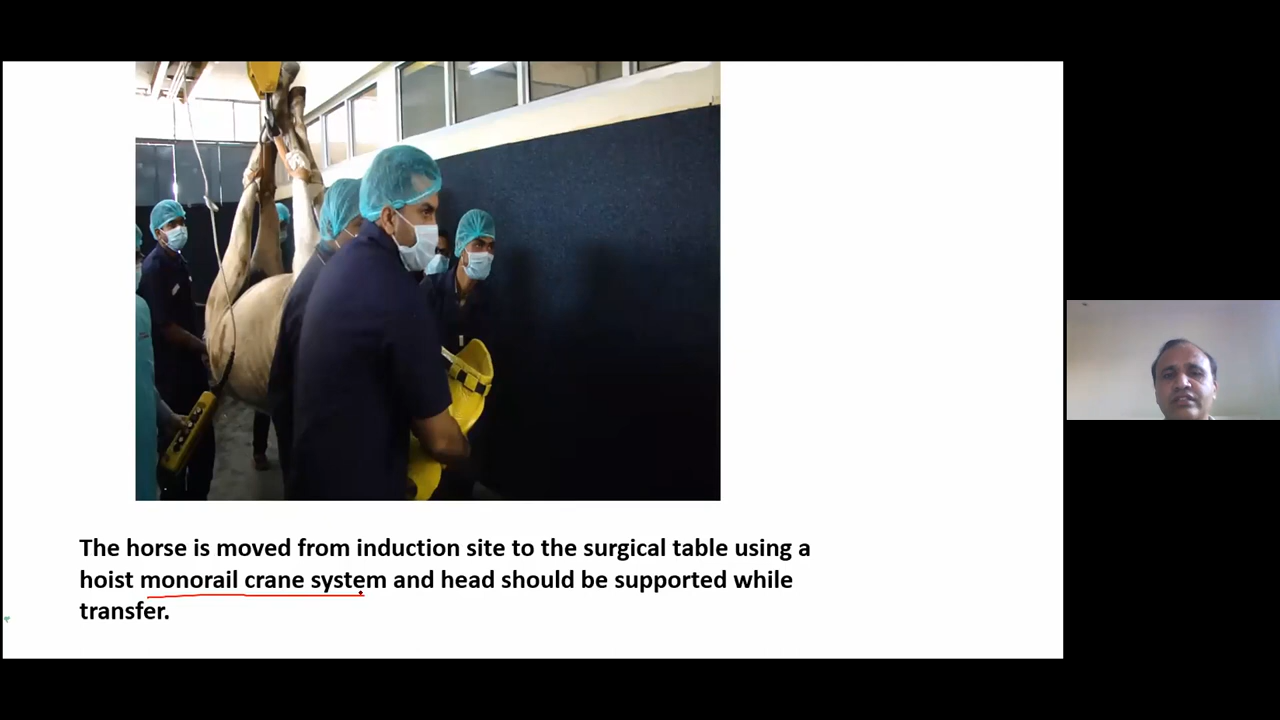 The horse is moved from induction site to the surgical table using a
hoist monorail crane system and head should be supported while
transfer.